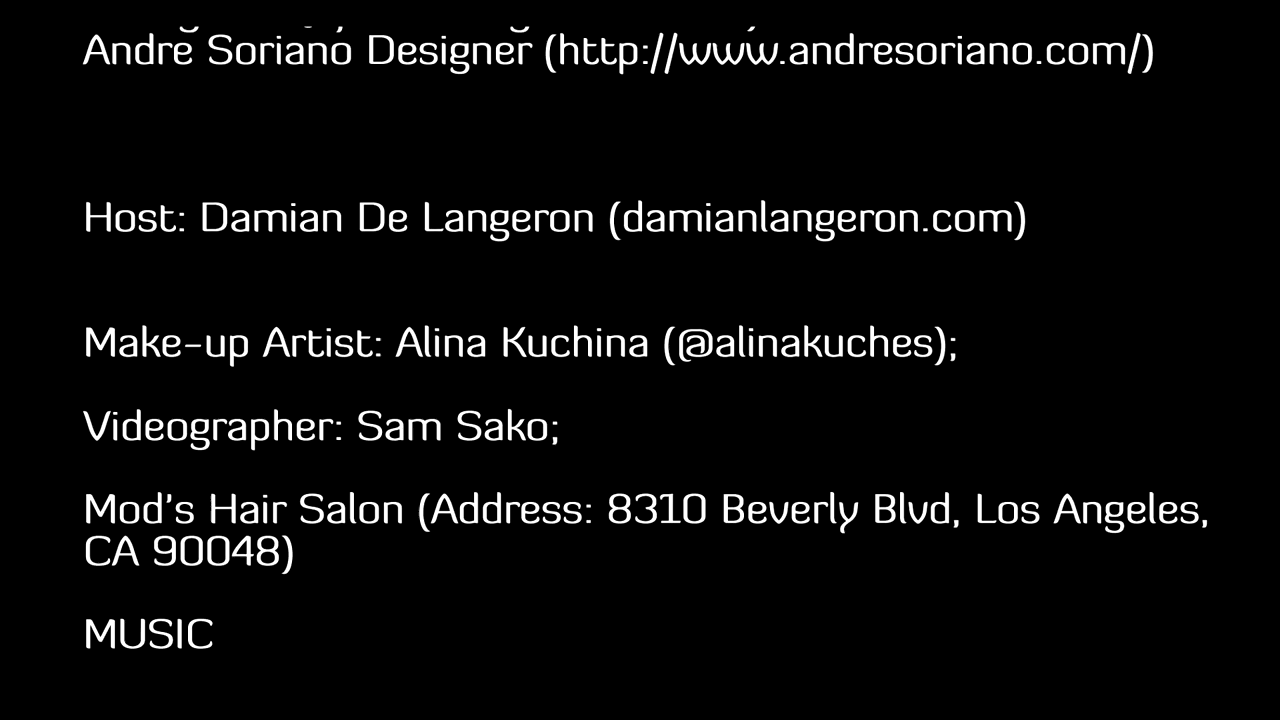 Andre Soriano Designer (http://www.andresoriano.com/)
Host: Damian De Langeron (damianlangeron.com)
Make-up Artist: Alina Kuchina (@alinakuches);
Videographer: Sam Sako;
Mod's Hair Salon (Address: 8310 Beverly Blvd, Los Angeles,
CA 90048)
MUSIC